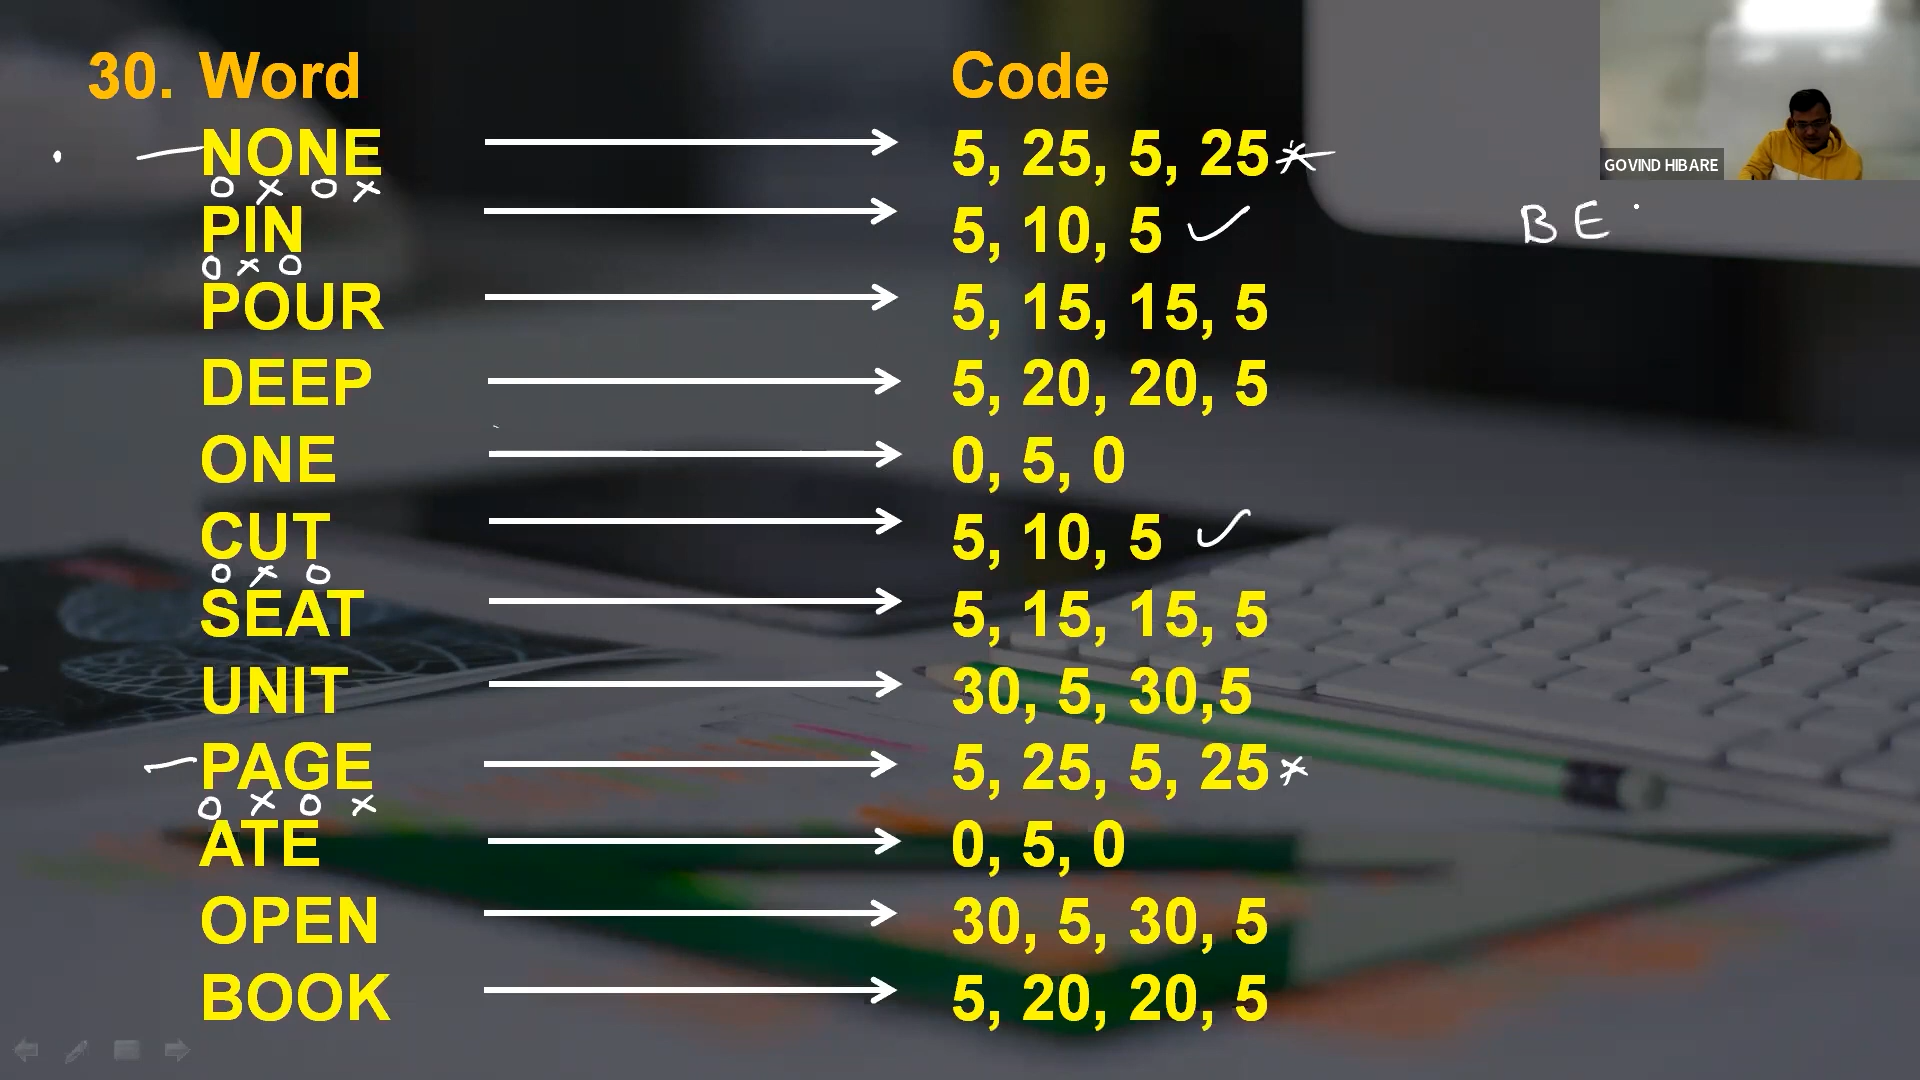 30. Word Code
NONE 5, 25, 5, 25
O X O X
PIN 5, 10, 5
O X O
POUR 5, 15, 15, 5
DEEP 5, 20, 20, 5
ONE 0, 5, 0
CUT 5, 10, 5
O X O
SEAT 5, 15, 15, 5
UNIT 30, 5, 30,5
PAGE 5, 25, 5, 25
O X O X
ATE 0, 5, 0
OPEN 30, 5, 30, 5
BOOK 5, 20, 20, 5
GOVIND HIBARE
BE